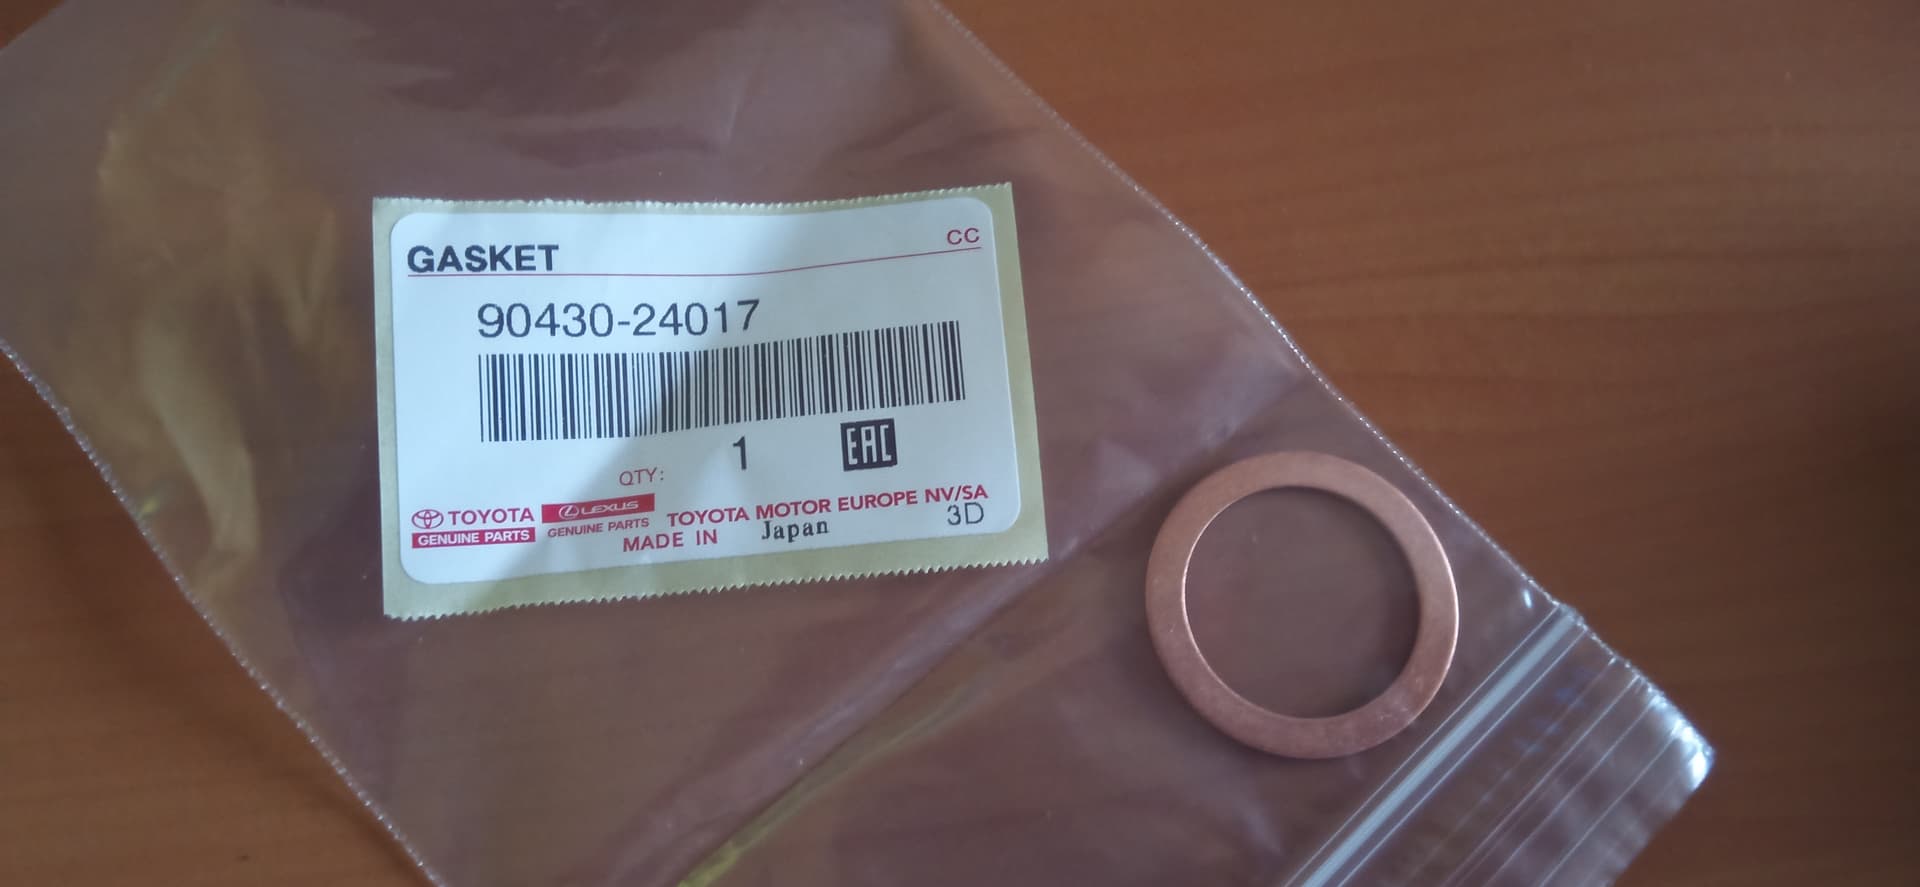 GASKET CC
90430-24017
QTY: 1 EAC
TOYOTA LEXUS TOYOTA MOTOR EUROPE NV/SA
GENUINE PARTS GENUINE PARTS MADE IN Japan 3D